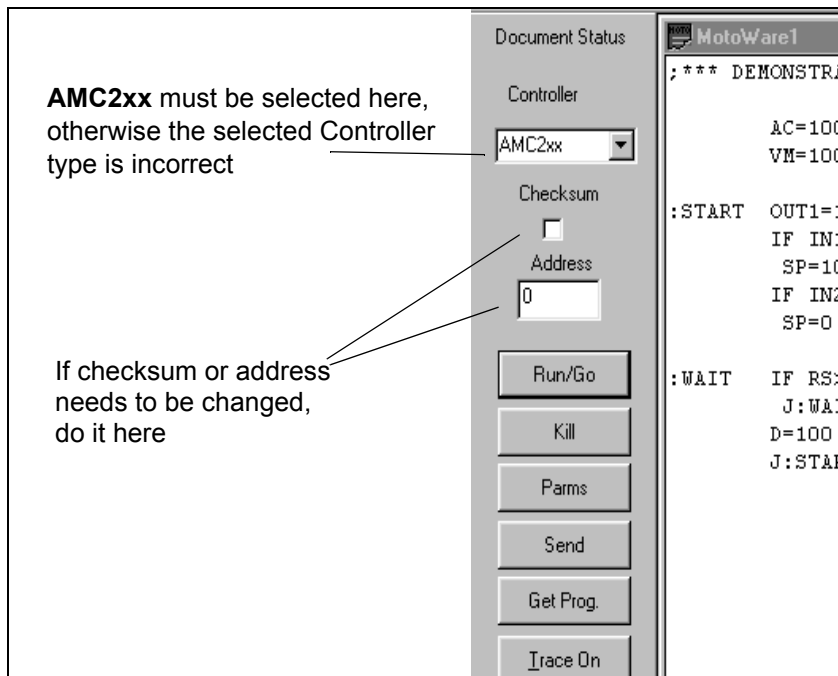 AMC2xx must be selected here,
otherwise the selected Controller
type is incorrect
If checksum or address
needs to be changed,
do it here
Document Status
Controller
AMC2xx
Checksum
Address
0
Run/Go
Kill
Parms
Send
Get Prog.
Trace On
MotoWare1
;*** DEMONSTRA
AC=100
VM=100
:START OUT1=1
IF IN1
SP=10
IF IN2
SP=0
:WAIT IF RS>
J:WAI
D=100
J:STAR